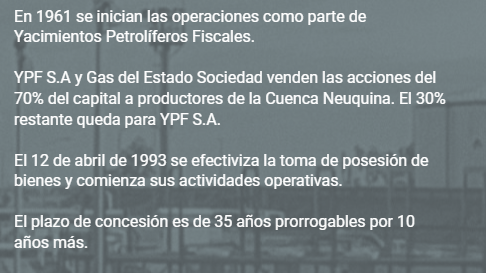 En 1961 se inician las operaciones como parte de
Yacimientos Petrolíferos Fiscales.
YPF S.A y Gas del Estado Sociedad venden las acciones del
70% del capital a productores de la Cuenca Neuquina. El 30%
restante queda para YPF S.A.
El 12 de abril de 1993 se efectiviza la toma de posesión de
bienes y comienza sus actividades operativas.
El plazo de concesión es de 35 años prorrogables por 10
años más.